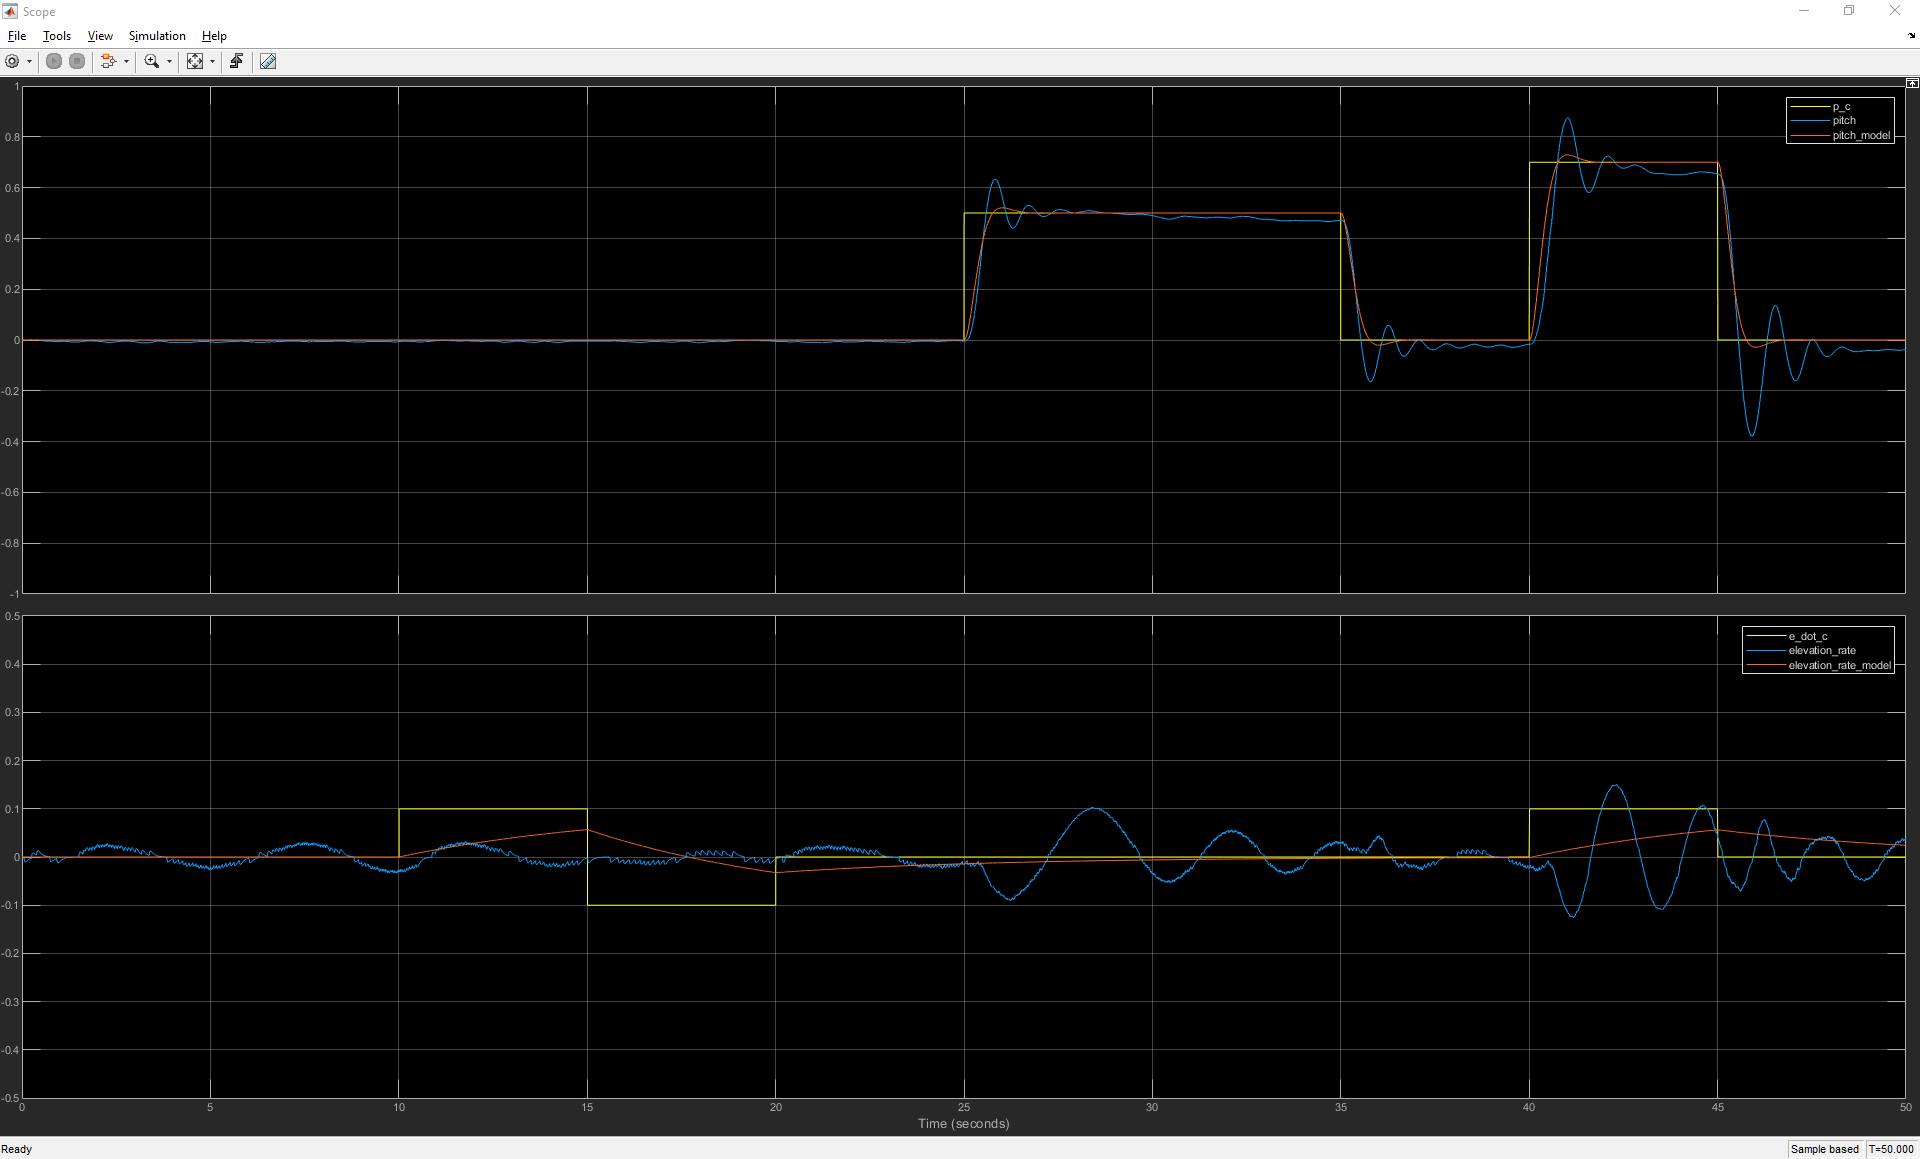 Scope
File Tools View Simulation Help
1
0.8
0.6
0.4
0.2
0
-0.2
-0.4
-0.6
-0.8
-1
p_c
pitch
pitch_model
0.5
0.4
0.3
0.2
0.1
0
-0.1
-0.2
-0.3
-0.4
-0.5
e_dot_c
elevation_rate
elevation_rate_model
0 5 10 15 20 25 30 35 40 45 50
Time (seconds)
Ready Sample based T=50.000